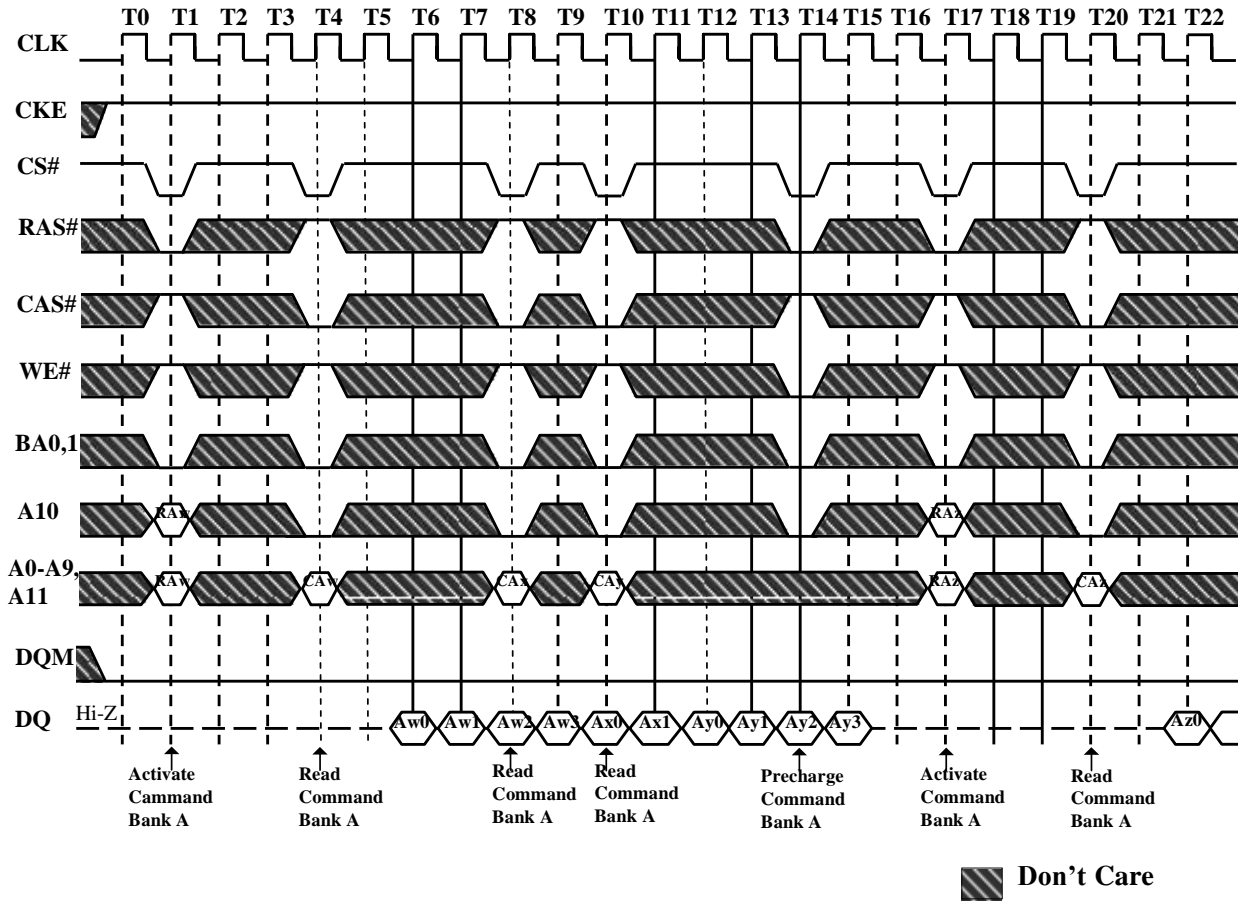 T0 T1 T2 T3 T4 T5 T6 T7 T8 T9 T10 T11 T12 T13 T14 T15 T16 T17 T18 T19 T20 T21 T22
CLK
CKE
CS#
RAS#
CAS#
WE#
BA0,1
A10 RAw RAz
A0-A9,
A11 RAw CAw CAx CAy RAz CAz
DQM
DQ Hi-Z Aw0 Aw1 Aw2 Aw3 Ax0 Ax1 Ay0 Ay1 Ay2 Ay3 Az0
Activate
Cammand
Bank A
Read
Command
Bank A
Read
Command
Bank A
Read
Command
Bank A
Precharge
Command
Bank A
Activate
Command
Bank A
Read
Command
Bank A
Don't Care